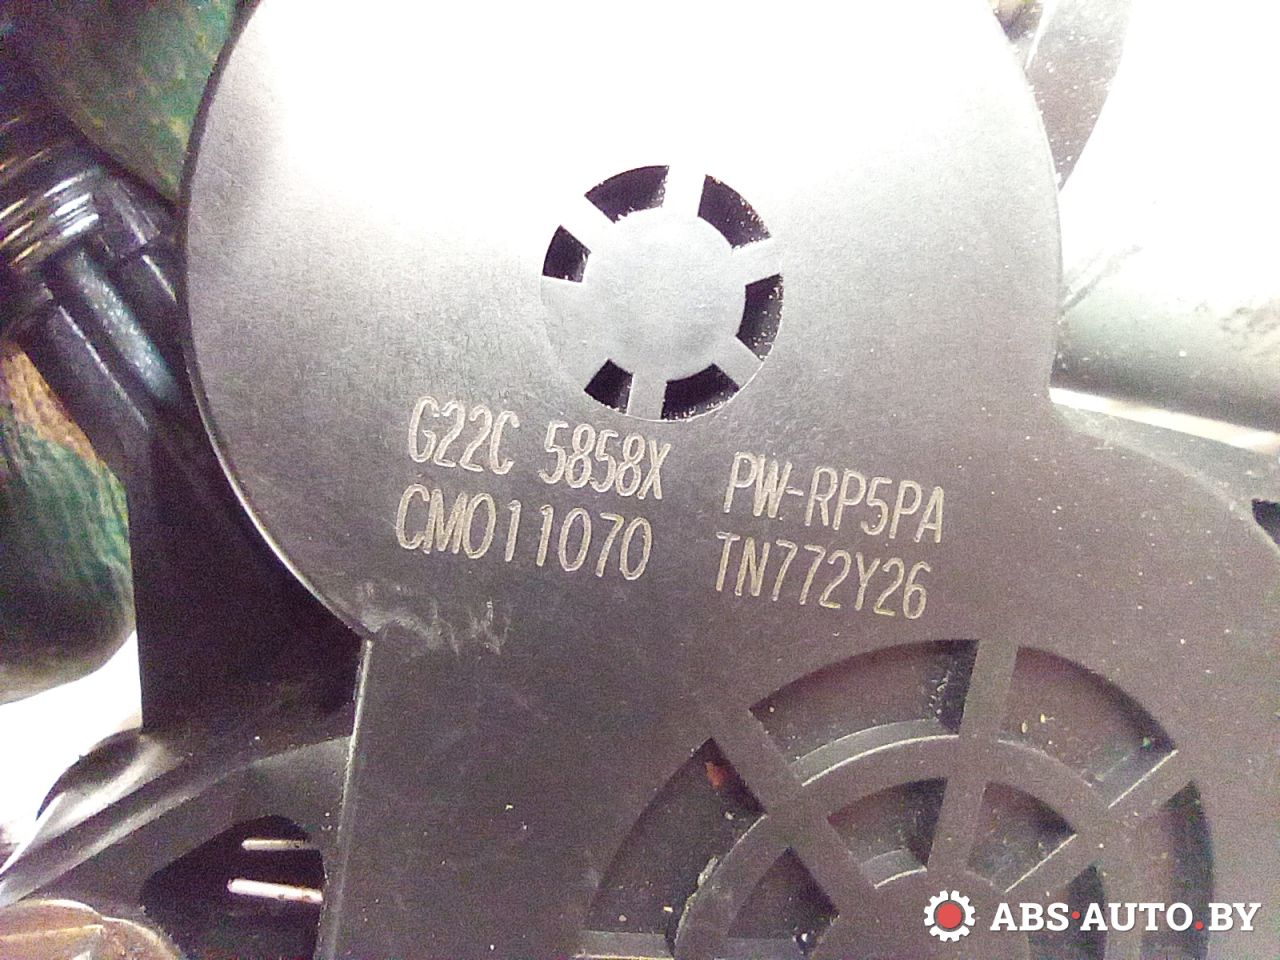 G22C 5858X PW-RP5PA
CM011070 TN772Y26
ABS·AUTO.BY